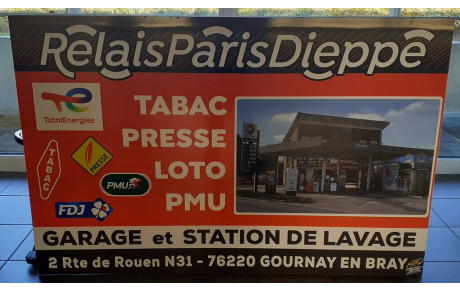 RelaisParisDieppe
TotalEnergies
TABAC
PRESSE
LOTO
PMU
PRESSE
TABAC
PMU
FDJ
GARAGE et STATION DE LAVAGE
2 Rte de Rouen N31 - 76220 GOURNAY EN BRAY